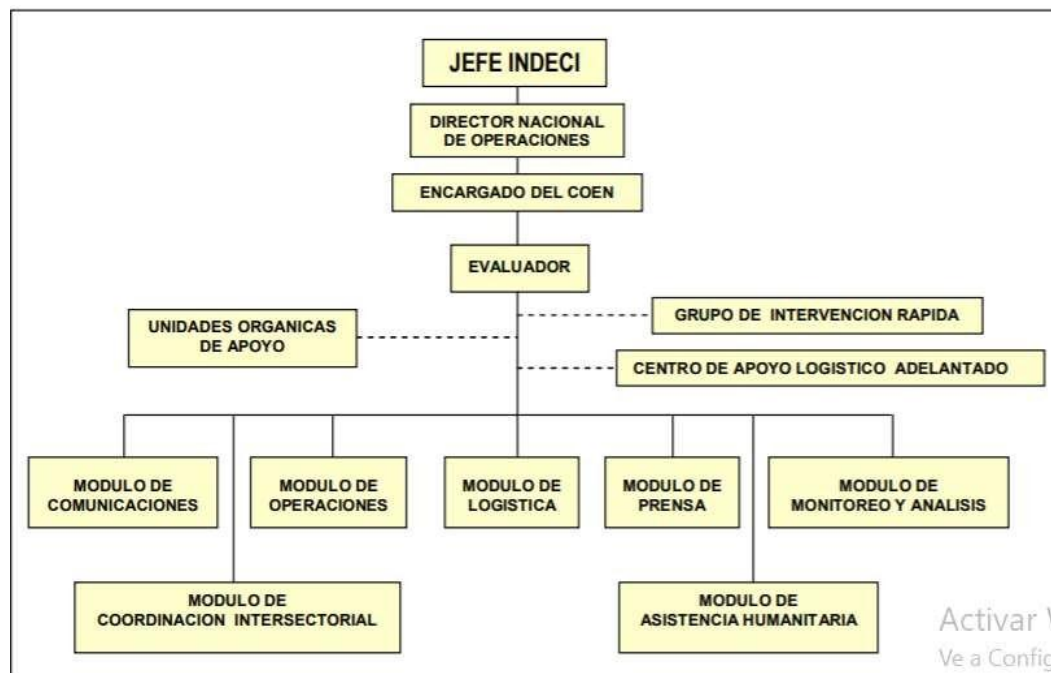 JEFE INDECI
DIRECTOR NACIONAL
DE OPERACIONES
ENCARGADO DEL COEN
EVALUADOR
UNIDADES ORGANICAS
DE APOYO
GRUPO DE INTERVENCION RAPIDA
CENTRO DE APOYO LOGISTICO ADELANTADO
MODULO DE
COMUNICACIONES
MODULO DE
OPERACIONES
MODULO DE
LOGISTICA
MODULO DE
PRENSA
MODULO DE
MONITOREO Y ANALISIS
MODULO DE
COORDINACION INTERSECTORIAL
MODULO DE
ASISTENCIA HUMANITARIA
Activar
Ve a Config